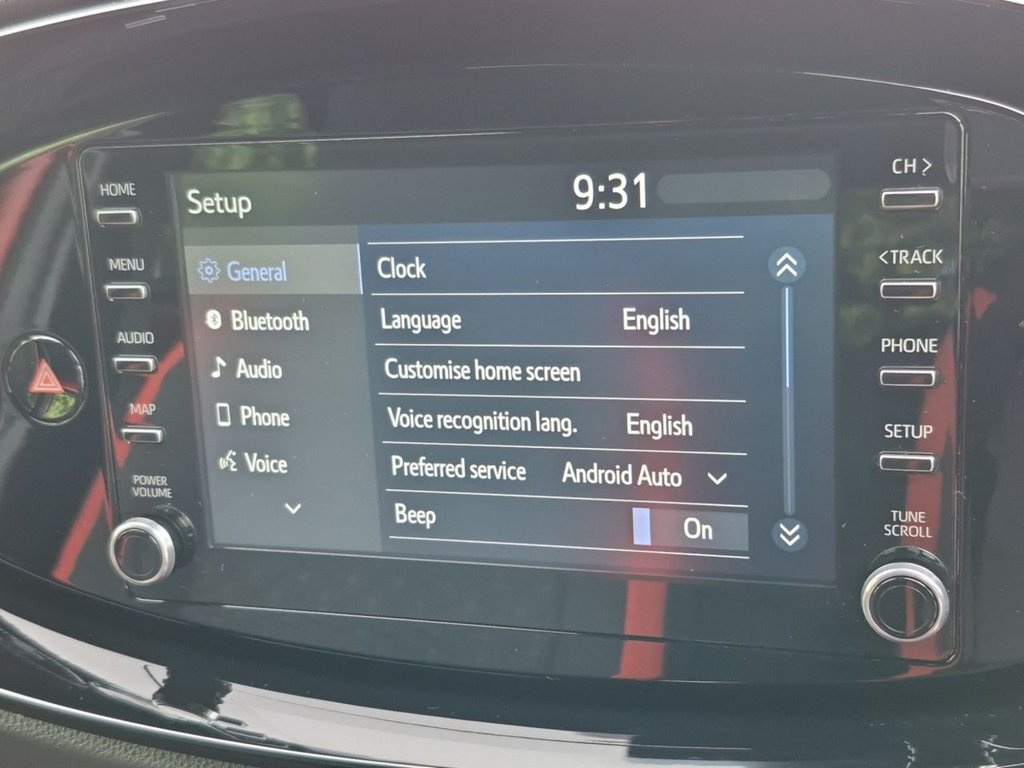 HOME
MENU
AUDIO
MAP
POWER
VOLUME
Setup
9:31
General
Bluetooth
Audio
Phone
Voice
Clock
Language English
Customise home screen
Voice recognition lang. English
Preferred service Android Auto
Beep On
CH >
<TRACK
PHONE
SETUP
TUNE
SCROLL